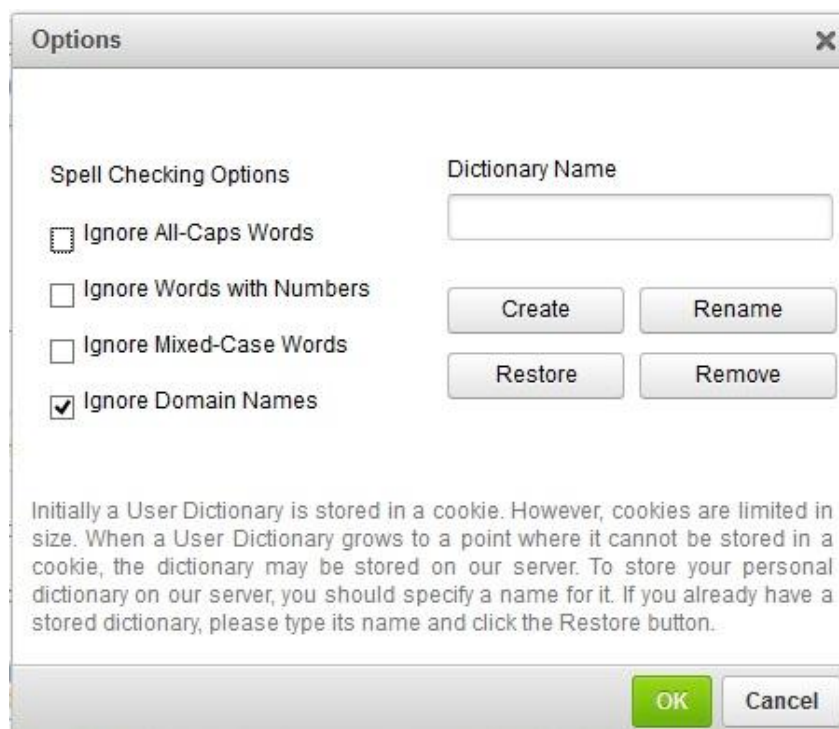 Options
Spell Checking Options
Ignore All-Caps Words
Ignore Words with Numbers
Ignore Mixed-Case Words
Ignore Domain Names
Dictionary Name
Create Rename
Restore Remove
Initially a User Dictionary is stored in a cookie. However, cookies are limited in
size. When a User Dictionary grows to a point where it cannot be stored in a
cookie, the dictionary may be stored on our server. To store your personal
dictionary on our server, you should specify a name for it. If you already have a
stored dictionary, please type its name and click the Restore button.
OK Cancel